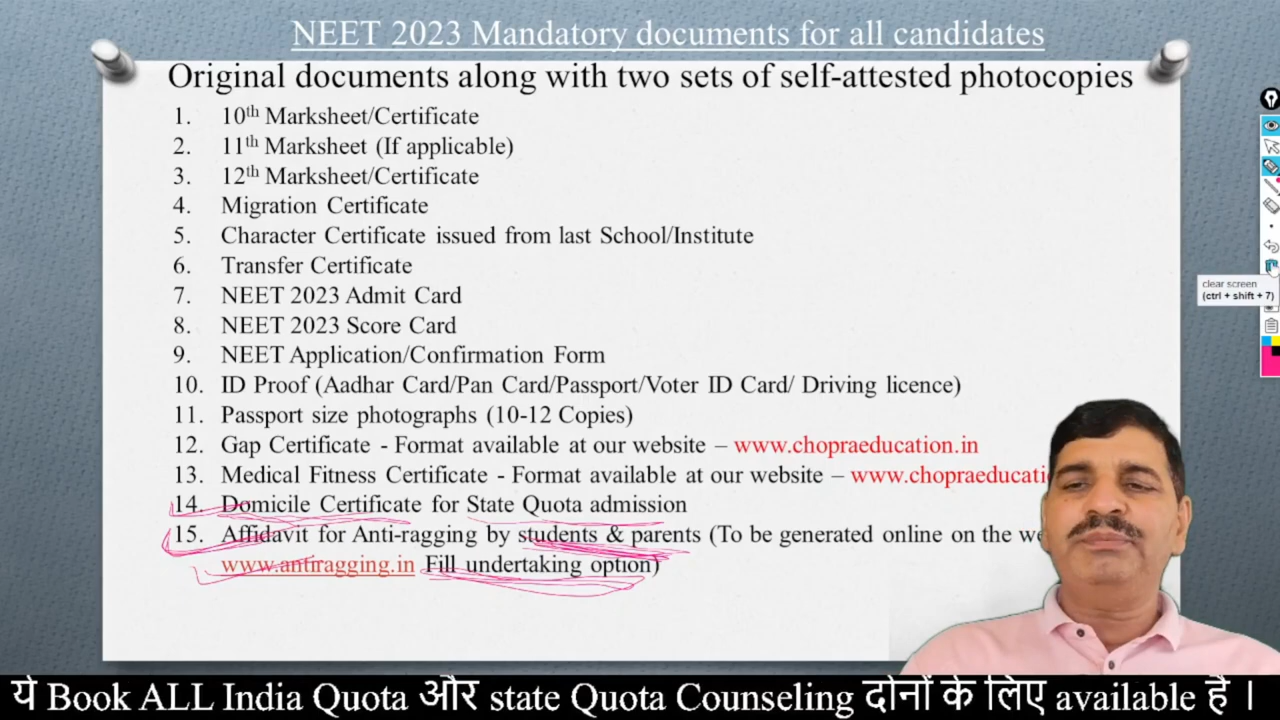 NEET 2023 Mandatory documents for all candidates
Original documents along with two sets of self-attested photocopies
1. 10th Marksheet/Certificate
2. 11th Marksheet (If applicable)
3. 12th Marksheet/Certificate
4. Migration Certificate
5. Character Certificate issued from last School/Institute
6. Transfer Certificate
7. NEET 2023 Admit Card
8. NEET 2023 Score Card
9. NEET Application/Confirmation Form
10. ID Proof (Aadhar Card/Pan Card/Passport/Voter ID Card/ Driving licence)
11. Passport size photographs (10-12 Copies)
12. Gap Certificate - Format available at our website – www.chopraeducation.in
13. Medical Fitness Certificate - Format available at our website – www.chopraeducati
14. Domicile Certificate for State Quota admission
15. Affidavit for Anti-ragging by students & parents (To be generated online on the we
www.antiragging.in Fill undertaking option)
clear screen
(ctrl + shift + 7)
ये Book ALL India Quota और state Quota Counseling दोनों के लिए available है ।